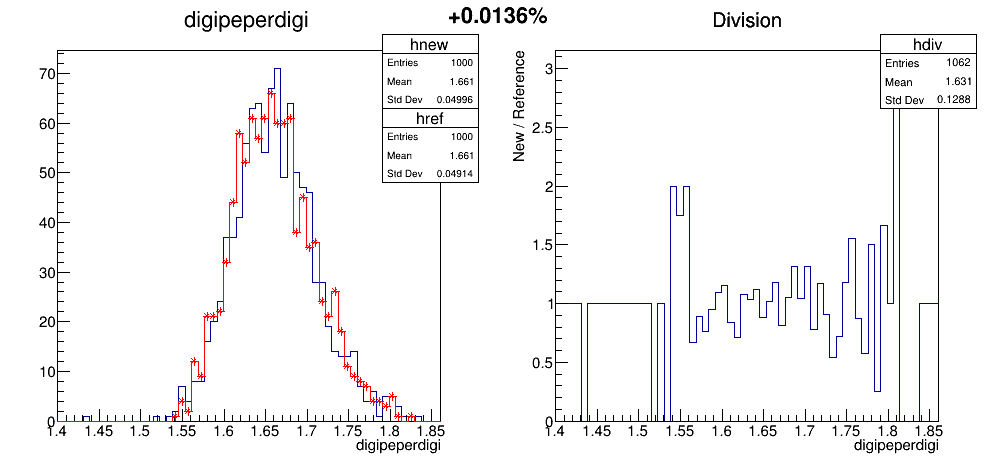 +0.0136%
digipeperdigi
hnew
Entries 1000
Mean 1.661
Std Dev 0.04996
href
Entries 1000
Mean 1.661
Std Dev 0.04914
70
60
50
40
30
20
10
0
1.4 1.45 1.5 1.55 1.6 1.65 1.7 1.75 1.8 1.85
digipeperdigi
Division
hdiv
Entries 1062
Mean 1.631
Std Dev 0.1288
New / Reference
3
2.5
2
1.5
1
0.5
0
1.4 1.45 1.5 1.55 1.6 1.65 1.7 1.75 1.8 1.85
digipeperdigi